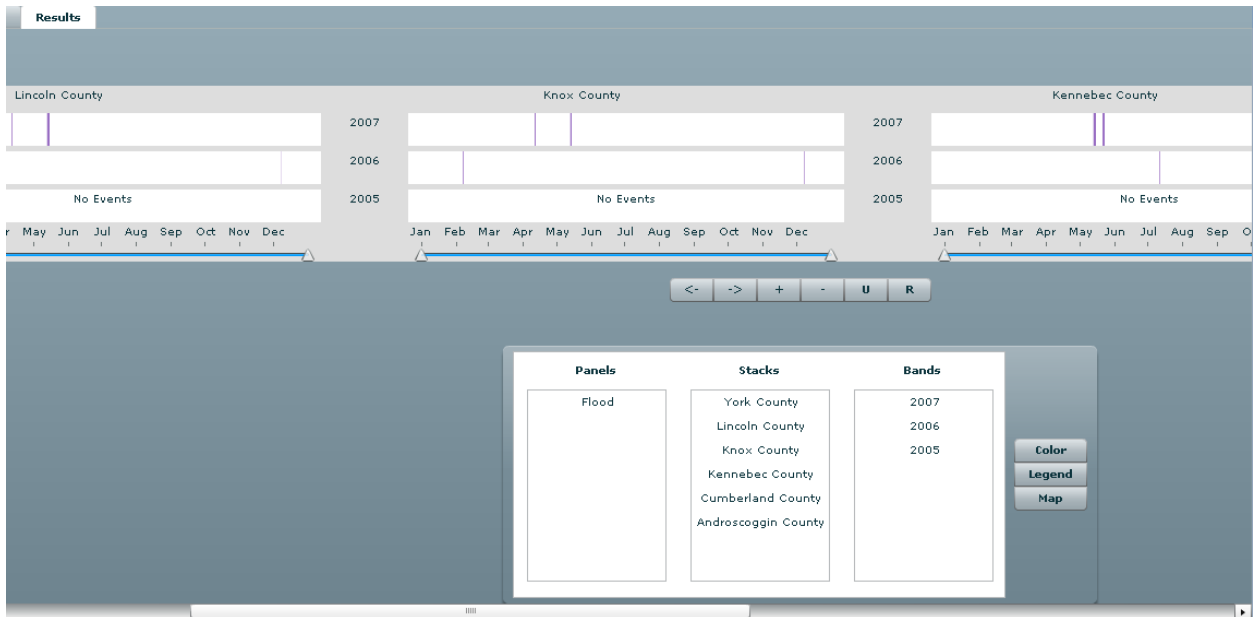 Results
Lincoln County Knox County Kennebec County
2007 2007
2006 2006
No Events 2005 No Events 2005 No Events
r May Jun Jul Aug Sep Oct Nov Dec Jan Feb Mar Apr May Jun Jul Aug Sep Oct Nov Dec Jan Feb Mar Apr May Jun Jul Aug Sep O
<- -> + - U R
Panels Stacks Bands
Flood York County 2007
Lincoln County 2006
Knox County 2005 Color
Kennebec County Legend
Cumberland County Map
Androscoggin County